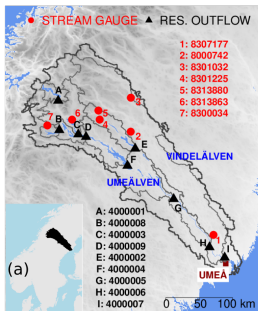 STREAM GAUGE RES. OUTFLOW
1: 8307177
2: 8000742
3: 8301032
4: 8301225
5: 8313880
6: 8313863
7: 8300034
A
3
7
B
6
C
D
5
4
2
E
F
VINDELÄLVEN
UMEÄLVEN
G
A: 4000001
B: 4000008
C: 4000003
D: 4000009
E: 4000002
F: 4000004
G: 4000005
H: 4000006
I: 4000007
1
H
I
UMEÅ
(a)
0 50 100 km